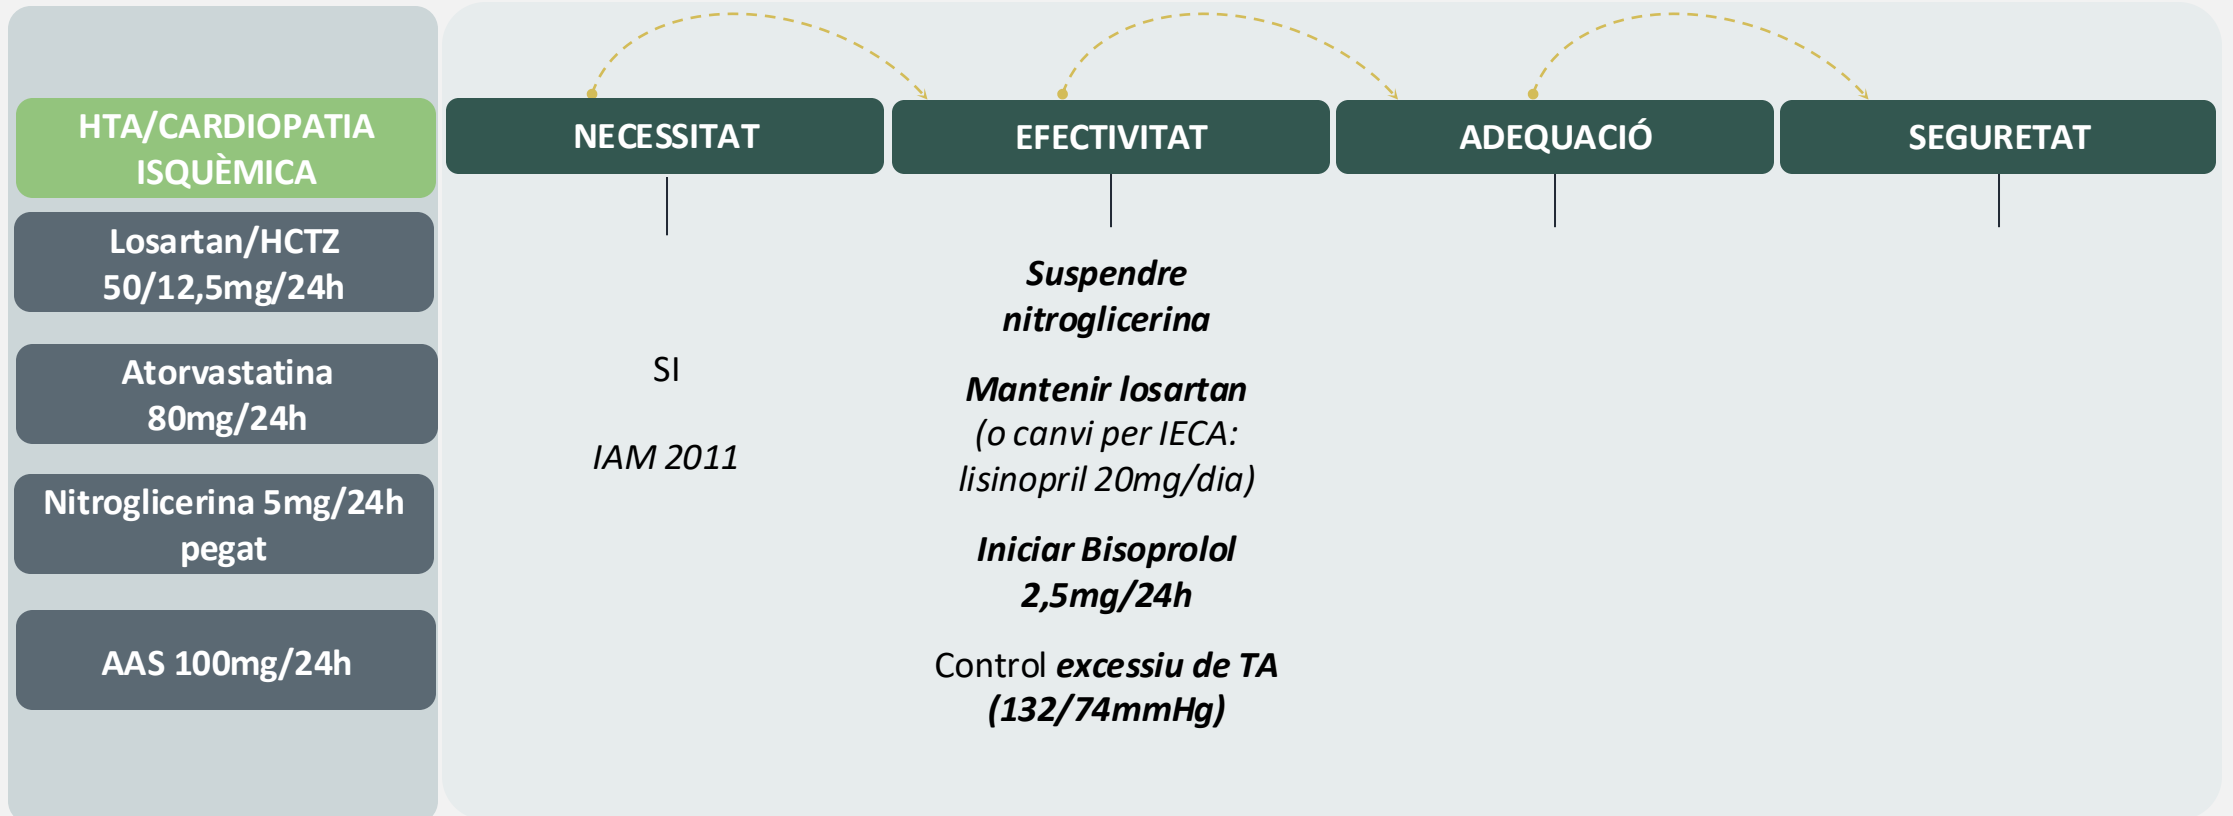 HTA/CARDIOPATIA
ISQUÈMICA
Losartan/HCTZ
50/12,5mg/24h
Atorvastatina
80mg/24h
Nitroglicerina 5mg/24h
pegat
AAS 100mg/24h
NECESSITAT
SI
IAM 2011
EFECTIVITAT
Suspendre
nitroglicerina
Mantenir losartan
(o canvi per IECA:
lisinopril 20mg/dia)
Iniciar Bisoprolol
2,5mg/24h
Control excessiu de TA
(132/74mmHg)
ADEQUACIÓ
SEGURETAT